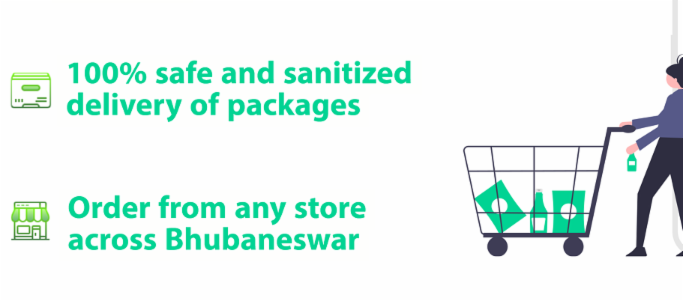 100% safe and sanitized
delivery of packages
Order from any store
across Bhubaneswar